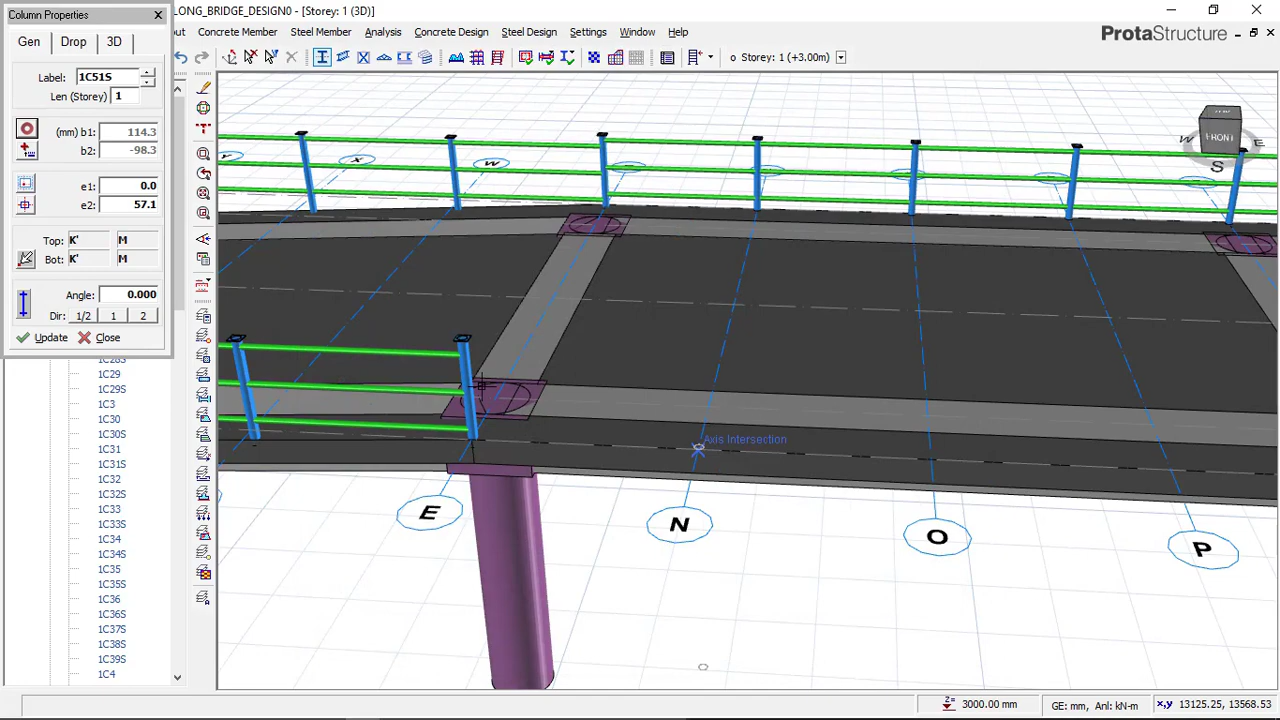 Column Properties
LONG_BRIDGE_DESIGN0 - [Storey: 1 (3D)]
Gen Drop 3D
out Concrete Member Steel Member Analysis Concrete Design Steel Design Settings Window Help
ProtaStructure
Storey: 1 (+3.00m)
Label: 1C51S
Len (Storey) 1
(mm) b1: 114.3
b2: -98.3
e1: 0.0
e2: 57.1
Top: K' M
Bot: K' M
Angle: 0.000
Dir: 1/2 1 2
Update Close
X W
FRONT
W E
S
1C28S
1C29
1C29S
1C3
1C30
1C30S
1C31
1C31S
1C32
1C32S
1C33
1C33S
1C34
1C34S
1C35
1C35S
1C36
1C36S
1C37S
1C38S
1C39S
1C4
Axis Intersection
E N O P
Z= 3000.00 mm
GE: mm, Anl: kN-m
x,y 13125.25, 13568.53